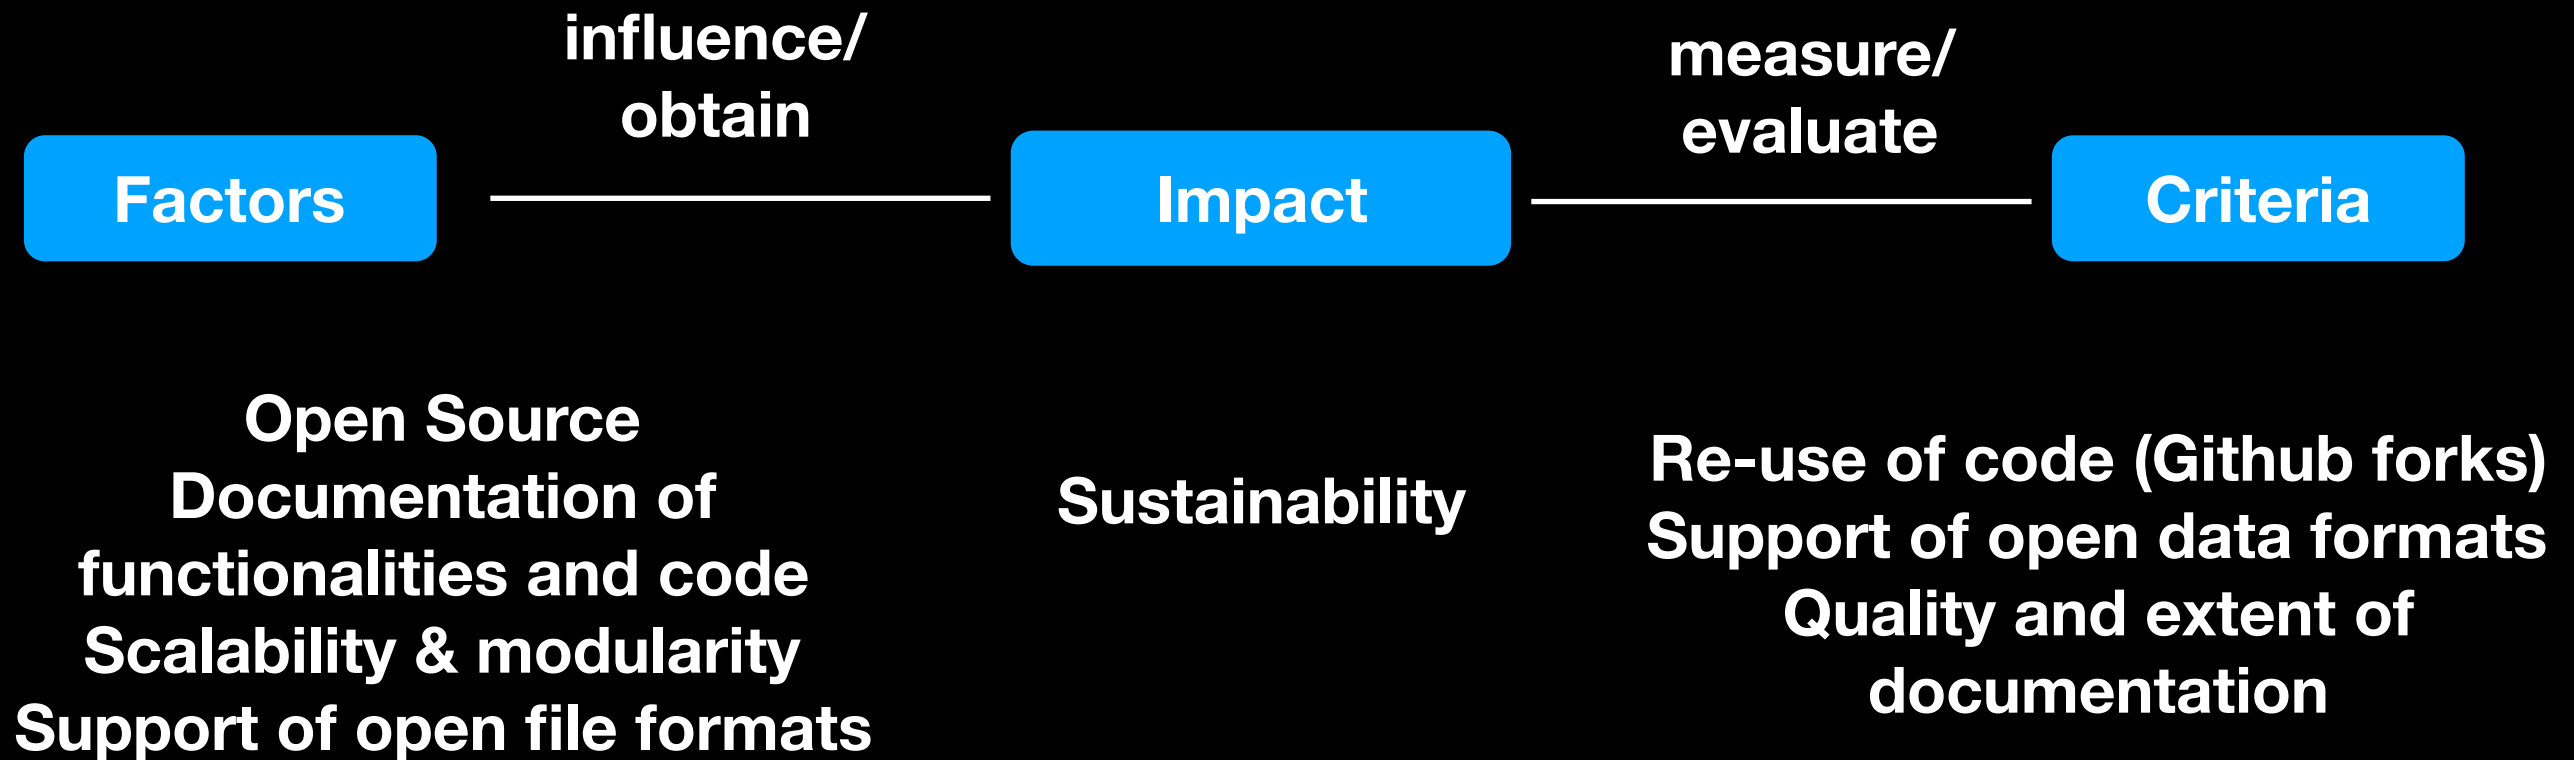 influence/
obtain
measure/
evaluate
Factors
Impact
Criteria
Open Source
Documentation of
functionalities and code
Scalability & modularity
Support of open file formats
Sustainability
Re-use of code (Github forks)
Support of open data formats
Quality and extent of
documentation